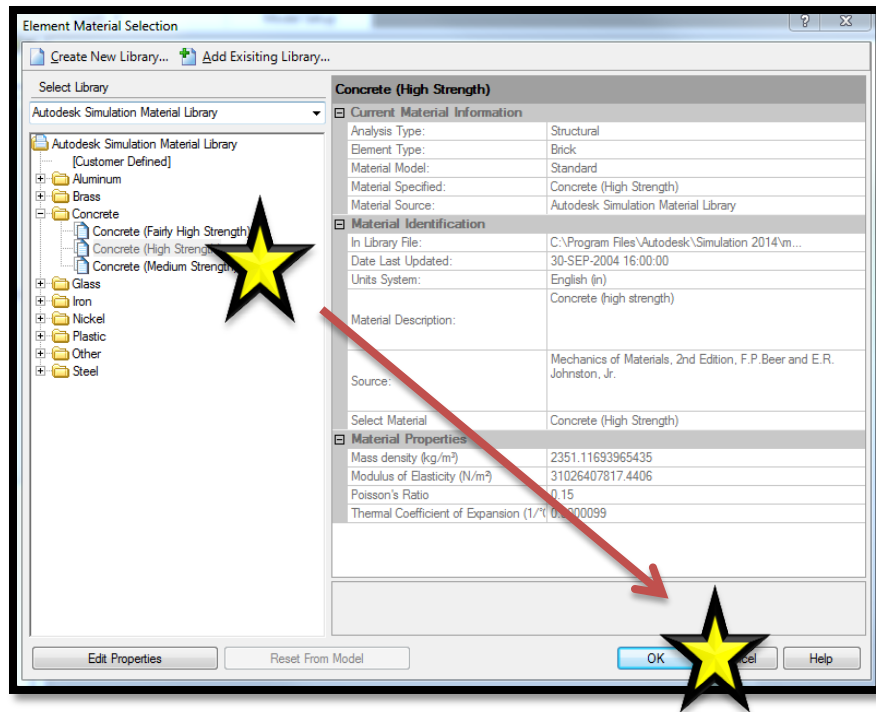 Element Material Selection
Create New Library... Add Exisiting Library...
Select Library
Autodesk Simulation Material Library
Autodesk Simulation Material Library
[Customer Defined]
Aluminum
Brass
Concrete
Concrete (Fairly High Strength)
Concrete (High
Concrete (Medium
Glass
Iron
Nickel
Plastic
Other
Steel
Concrete (High Strength)
Current Material Information
Analysis Type: Structural
Element Type: Brick
Material Model: Standard
Material Specified: Concrete (High Strength)
Material Source: Autodesk Simulation Material Library
Material Identification
In Library File: C:\Program Files\Autodesk\Simulation 2014\m...
Date Last Updated: 30-SEP-2004 16:00:00
Units System: English (in)
Material Description: Concrete (high strength)
Source: Mechanics of Materials, 2nd Edition, F.P.Beer and E.R.
Johnston, Jr.
Select Material Concrete (High Strength)
Material Properties
Mass density (kg/m³) 2351.11693965435
Modulus of Elasticity (N/m²) 31026407817.4406
Poisson's Ratio 0.15
Thermal Coefficient of Expansion (1/°(
Edit Properties Reset From Model OK Help